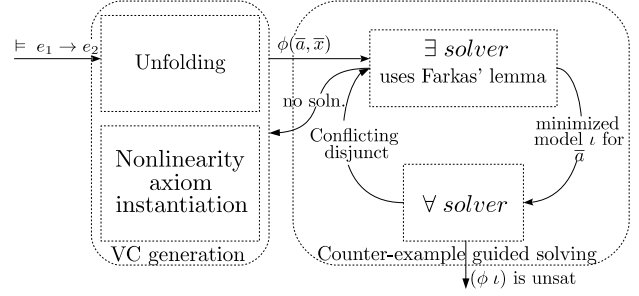 ⊨ e₁ → e₂
Unfolding
ϕ(a̅, x̅)
∃ solver
uses Farkas' lemma
no soln.
Conflicting
disjunct
minimized
model ι for
a̅
Nonlinearity
axiom
instantiation
∀ solver
VC generation
Counter-example guided solving
(ϕ ι) is unsat